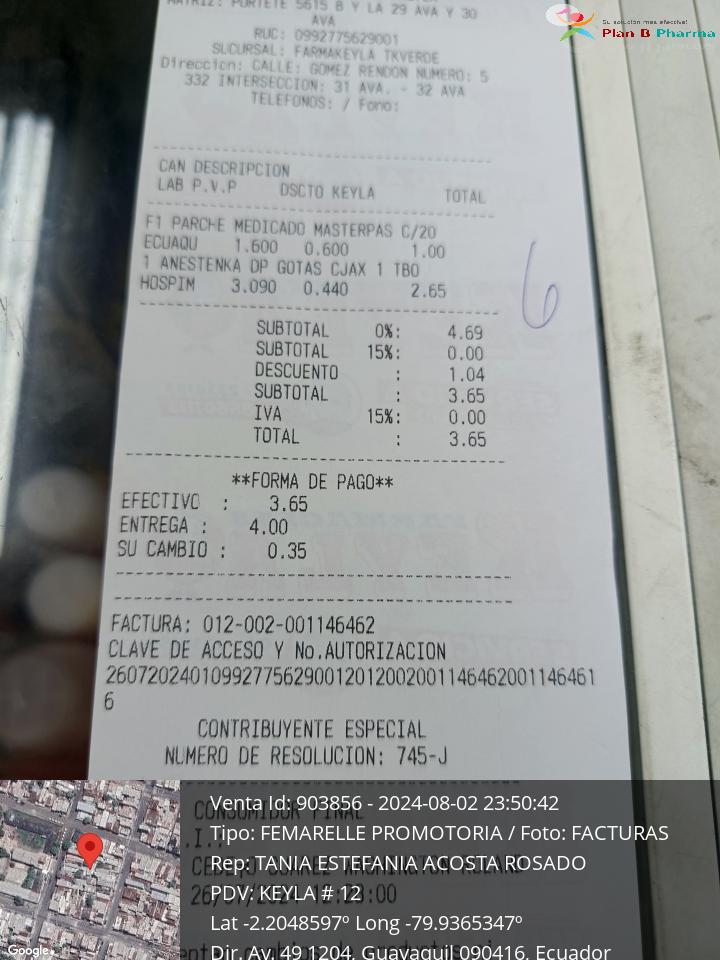 MATRIZ: PORTETE 5615 B Y LA 29 AVA Y 30
AVA
RUC: 0992775629001
SUCURSAL: FARMAKEYLA TKVERDE
Direccion: CALLE: GOMEZ RENDON NUMERO: 5
332 INTERSECCION: 31 AVA. - 32 AVA
TELEFONOS: / Fono:
Su solución más efectiva!
Plan B Pharma
CAN DESCRIPCION
LAB P.V.P DSCTO KEYLA TOTAL
F1 PARCHE MEDICADO MASTERPAS C/20
ECUAQU 1.600 0.600 1.00
1 ANESTENKA DP GOTAS CJAX 1 TBO
HOSPIM 3.090 0.440 2.65
6
SUBTOTAL 0%: 4.69
SUBTOTAL 15%: 0.00
DESCUENTO : 1.04
SUBTOTAL : 3.65
IVA 15%: 0.00
TOTAL : 3.65
**FORMA DE PAGO**
EFECTIVO : 3.65
ENTREGA : 4.00
SU CAMBIO : 0.35
FACTURA: 012-002-001146462
CLAVE DE ACCESO Y No.AUTORIZACION
260720240109927756290012012002001146462001146461
6
CONTRIBUYENTE ESPECIAL
NUMERO DE RESOLUCION: 745-J
CONSUMIDOR FINAL
Venta Id: 903856 - 2024-08-02 23:50:42
Tipo: FEMARELLE PROMOTORIA / Foto: FACTURAS
Rep: TANIA ESTEFANIA ACOSTA ROSADO
PDV: KEYLA # 12
Lat -2.2048597º Long -79.9365347º
Dir. Av. 49 1204, Guayaquil 090416, Ecuador
Google